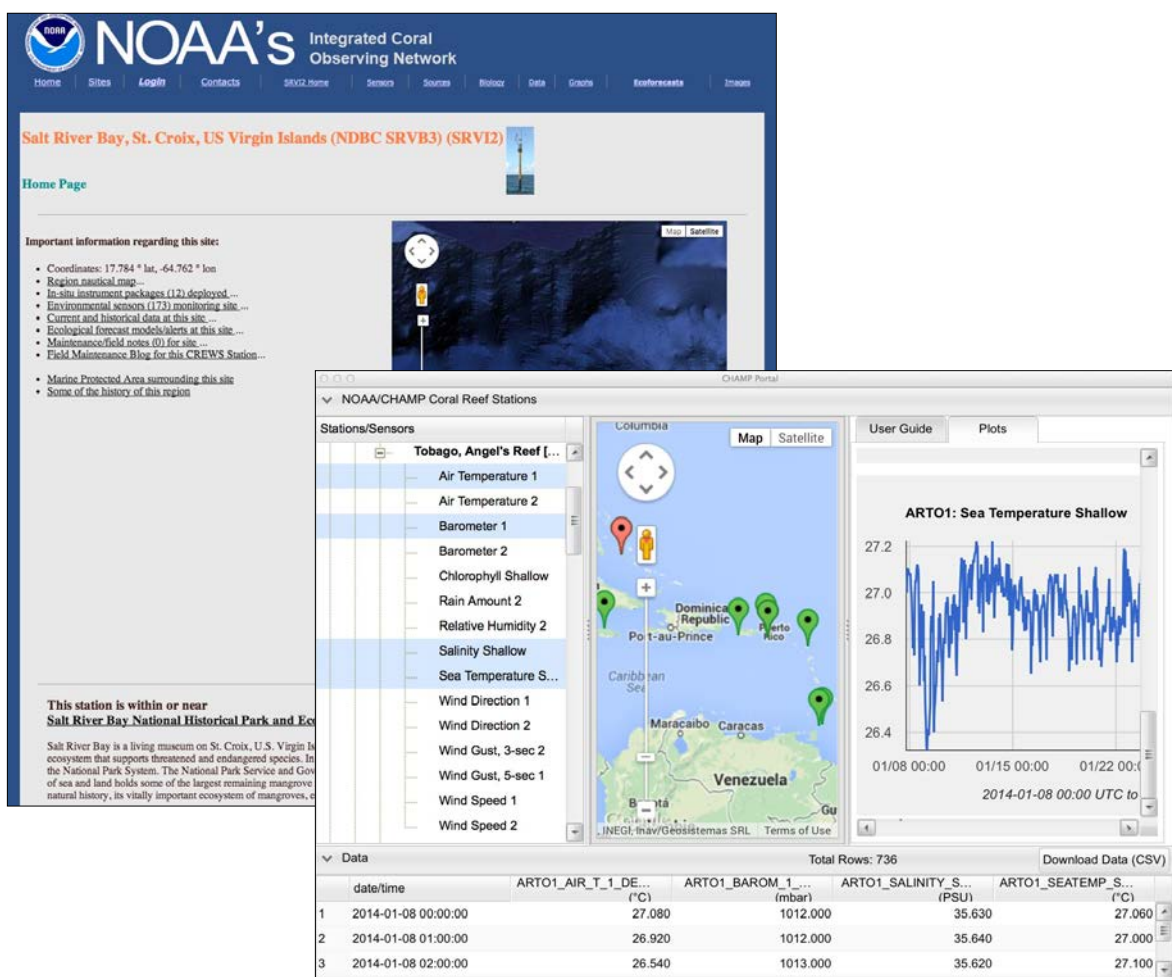 NOAA
NOAA's Integrated Coral
Observing Network
Home Sites Login Contacts SRVI2 Home Sensors Sources Biology Data Graphs Ecoforecasts Images
Salt River Bay, St. Croix, US Virgin Islands (NDBC SRVB3) (SRVI2)
Home Page
Important information regarding this site:
Coordinates: 17.784 ° lat, -64.762 ° lon
Region nautical map...
In-situ instrument packages (12) deployed ...
Environmental sensors (173) monitoring site ...
Current and historical data at this site ...
Ecological forecast models/alerts at this site ...
Maintenance/field notes (0) for site ...
Field Maintenance Blog for this CREWS Station...
Marine Protected Area surrounding this site
Some of the history of this region
Map Satellite
This station is within or near
Salt River Bay National Historical Park and
Salt River Bay is a living museum on St. Croix, U.S. Virgin
ecosystem that supports threatened and endangered species. In
the National Park System. The National Park Service and
of sea and land holds some of the largest remaining mangrove
natural history, its vitally important ecosystem of mangroves,
CHAMP Portal
NOAA/CHAMP Coral Reef Stations
Stations/Sensors
Tobago, Angel's Reef [...
Air Temperature 1
Air Temperature 2
Barometer 1
Barometer 2
Chlorophyll Shallow
Rain Amount 2
Relative Humidity 2
Salinity Shallow
Sea Temperature S...
Wind Direction 1
Wind Direction 2
Wind Gust, 3-sec 2
Wind Gust, 5-sec 1
Wind Speed 1
Wind Speed 2
Columbia
Map Satellite
Dominican
Republic
Port-au-Prince
Puerto
Rico
Caribbean
Sea
Maracaibo Caracas
Venezuela
Bogotá
Gu
Colombia
, INEGI, Inav/Geosistemas SRL Terms of Use
User Guide Plots
ARTO1: Sea Temperature Shallow
27.2
27.0
26.8
26.6
26.4
01/08 00:00 01/15 00:00 01/22 00:
2014-01-08 00:00 UTC to
Data Total Rows: 736 Download Data (CSV)
date/time ARTO1_AIR_T_1_DE... ARTO1_BAROM_1_... ARTO1_SALINITY_S... ARTO1_SEATEMP_S...
(°C) (mbar) (PSU) (°C)
1 2014-01-08 00:00:00 27.080 1012.000 35.630 27.060
2 2014-01-08 01:00:00 26.920 1012.000 35.640 27.000
3 2014-01-08 02:00:00 26.540 1013.000 35.620 27.100